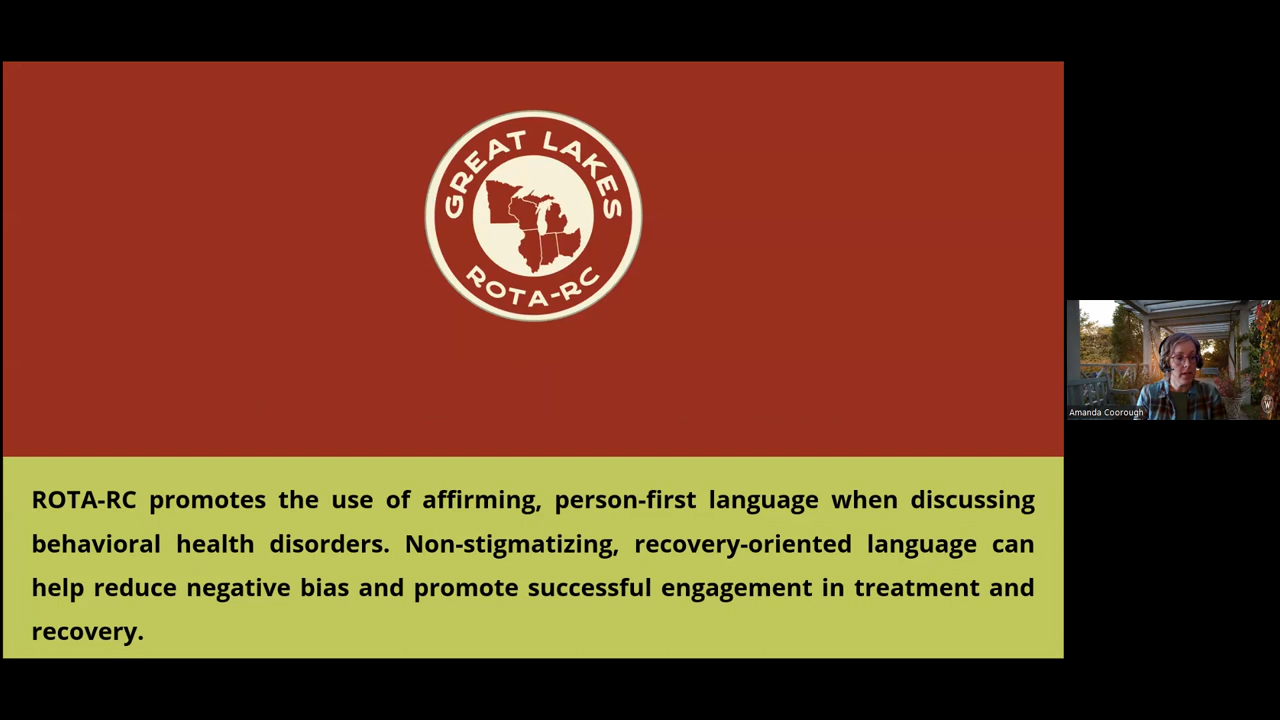 GREAT LAKES
ROTA-RC
ROTA-RC promotes the use of affirming, person-first language when discussing
behavioral health disorders. Non-stigmatizing, recovery-oriented language can
help reduce negative bias and promote successful engagement in treatment and
recovery.
Amanda Coorough
W